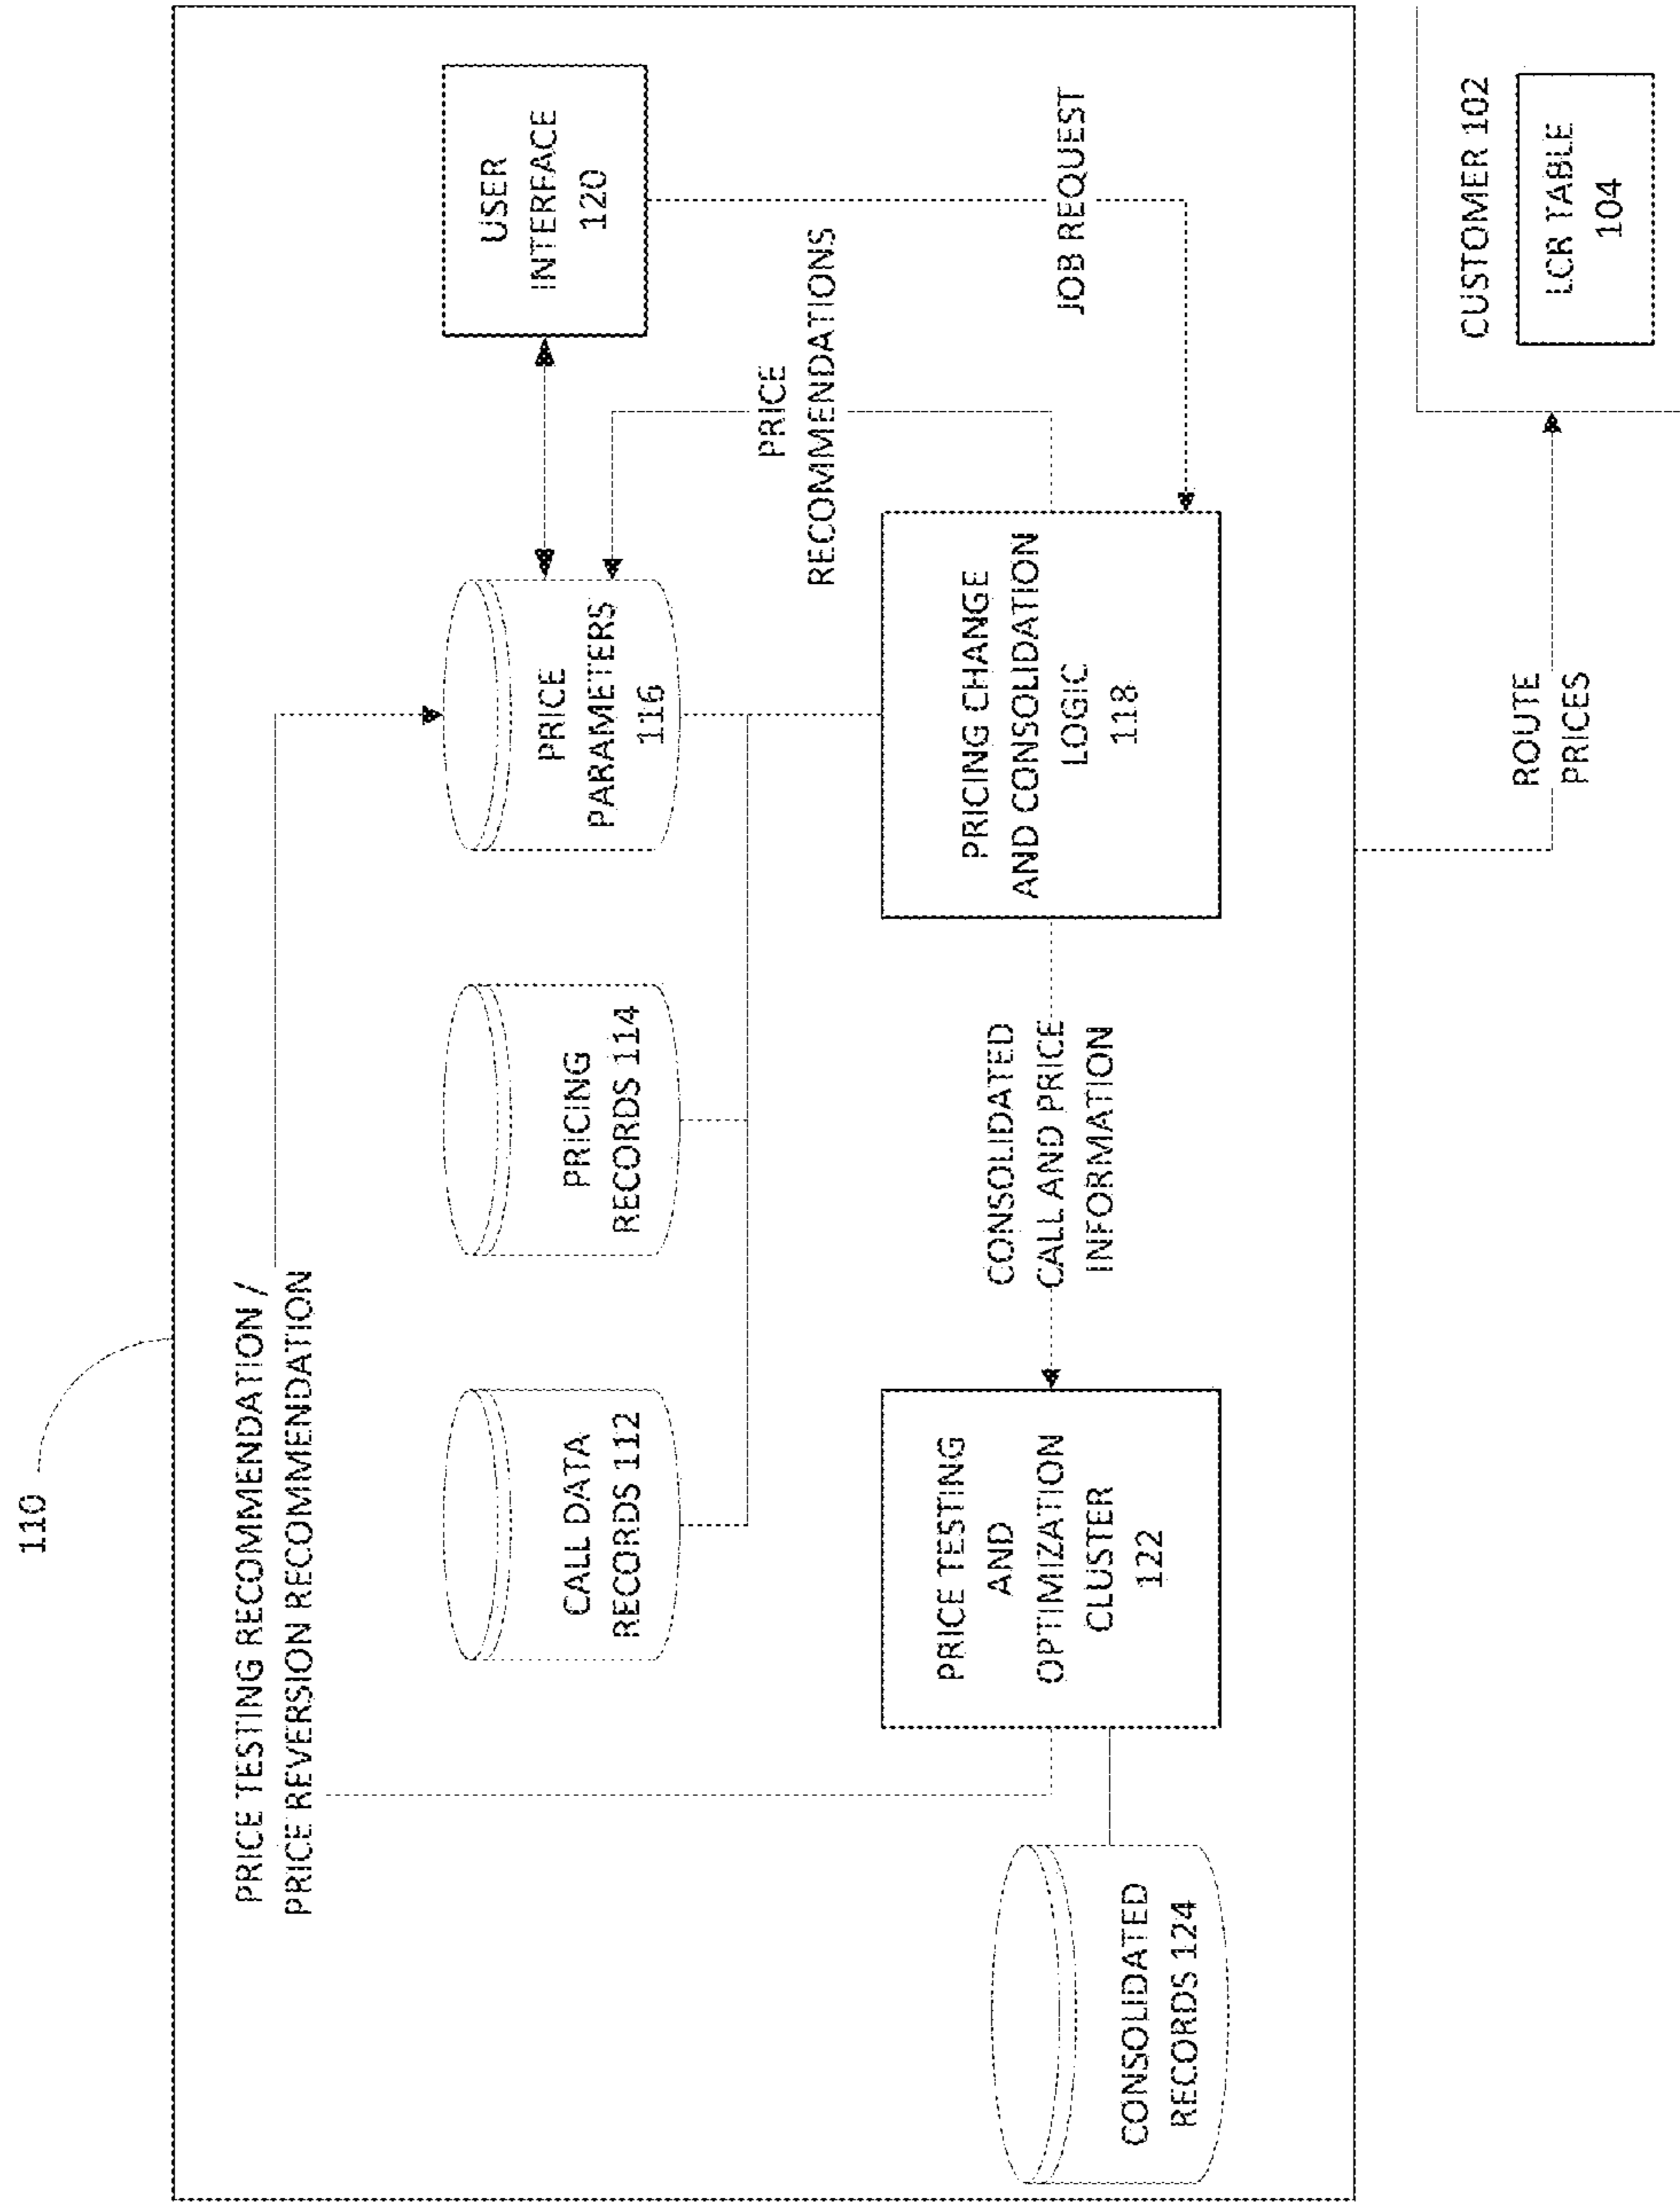 110
PRICE TESTING RECOMMENDATION /
PRICE REVERSION RECOMMENDATION
CALL DATA
RECORDS 112
PRICING
RECORDS 114
PRICE
PARAMETERS
116
USER
INTERFACE
120
PRICE
RECOMMENDATIONS
JOB REQUEST
CONSOLIDATED
RECORDS 124
PRICE TESTING
AND
OPTIMIZATION
CLUSTER
122
CONSOLIDATED
CALL AND PRICE
INFORMATION
PRICING CHANGE
AND CONSOLIDATION
LOGIC
118
ROUTE
PRICES
CUSTOMER 102
LCR TABLE
104